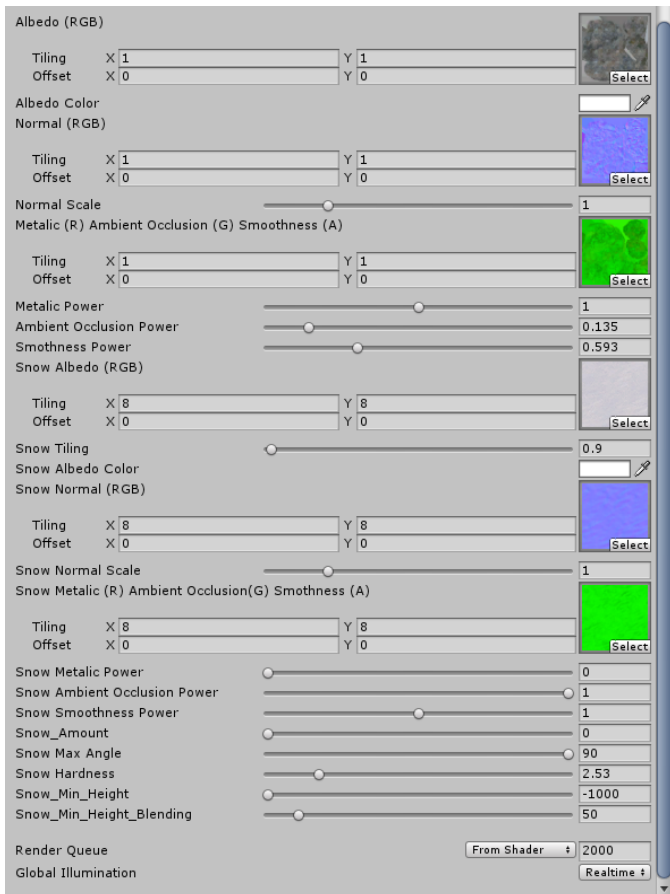 Albedo (RGB)
Tiling X 1 Y 1
Offset X 0 Y 0
Select
Albedo Color
Normal (RGB)
Tiling X 1 Y 1
Offset X 0 Y 0
Select
Normal Scale 1
Metalic (R) Ambient Occlusion (G) Smoothness (A)
Tiling X 1 Y 1
Offset X 0 Y 0
Select
Metalic Power 1
Ambient Occlusion Power 0.135
Smothness Power 0.593
Snow Albedo (RGB)
Tiling X 8 Y 8
Offset X 0 Y 0
Select
Snow Tiling 0.9
Snow Albedo Color
Snow Normal (RGB)
Tiling X 8 Y 8
Offset X 0 Y 0
Select
Snow Normal Scale 1
Snow Metalic (R) Ambient Occlusion(G) Smothness (A)
Tiling X 8 Y 8
Offset X 0 Y 0
Select
Snow Metalic Power 0
Snow Ambient Occlusion Power 1
Snow Smoothness Power 1
Snow_Amount 0
Snow Max Angle 90
Snow Hardness 2.53
Snow_Min_Height -1000
Snow_Min_Height_Blending 50
Render Queue From Shader 2000
Global Illumination Realtime